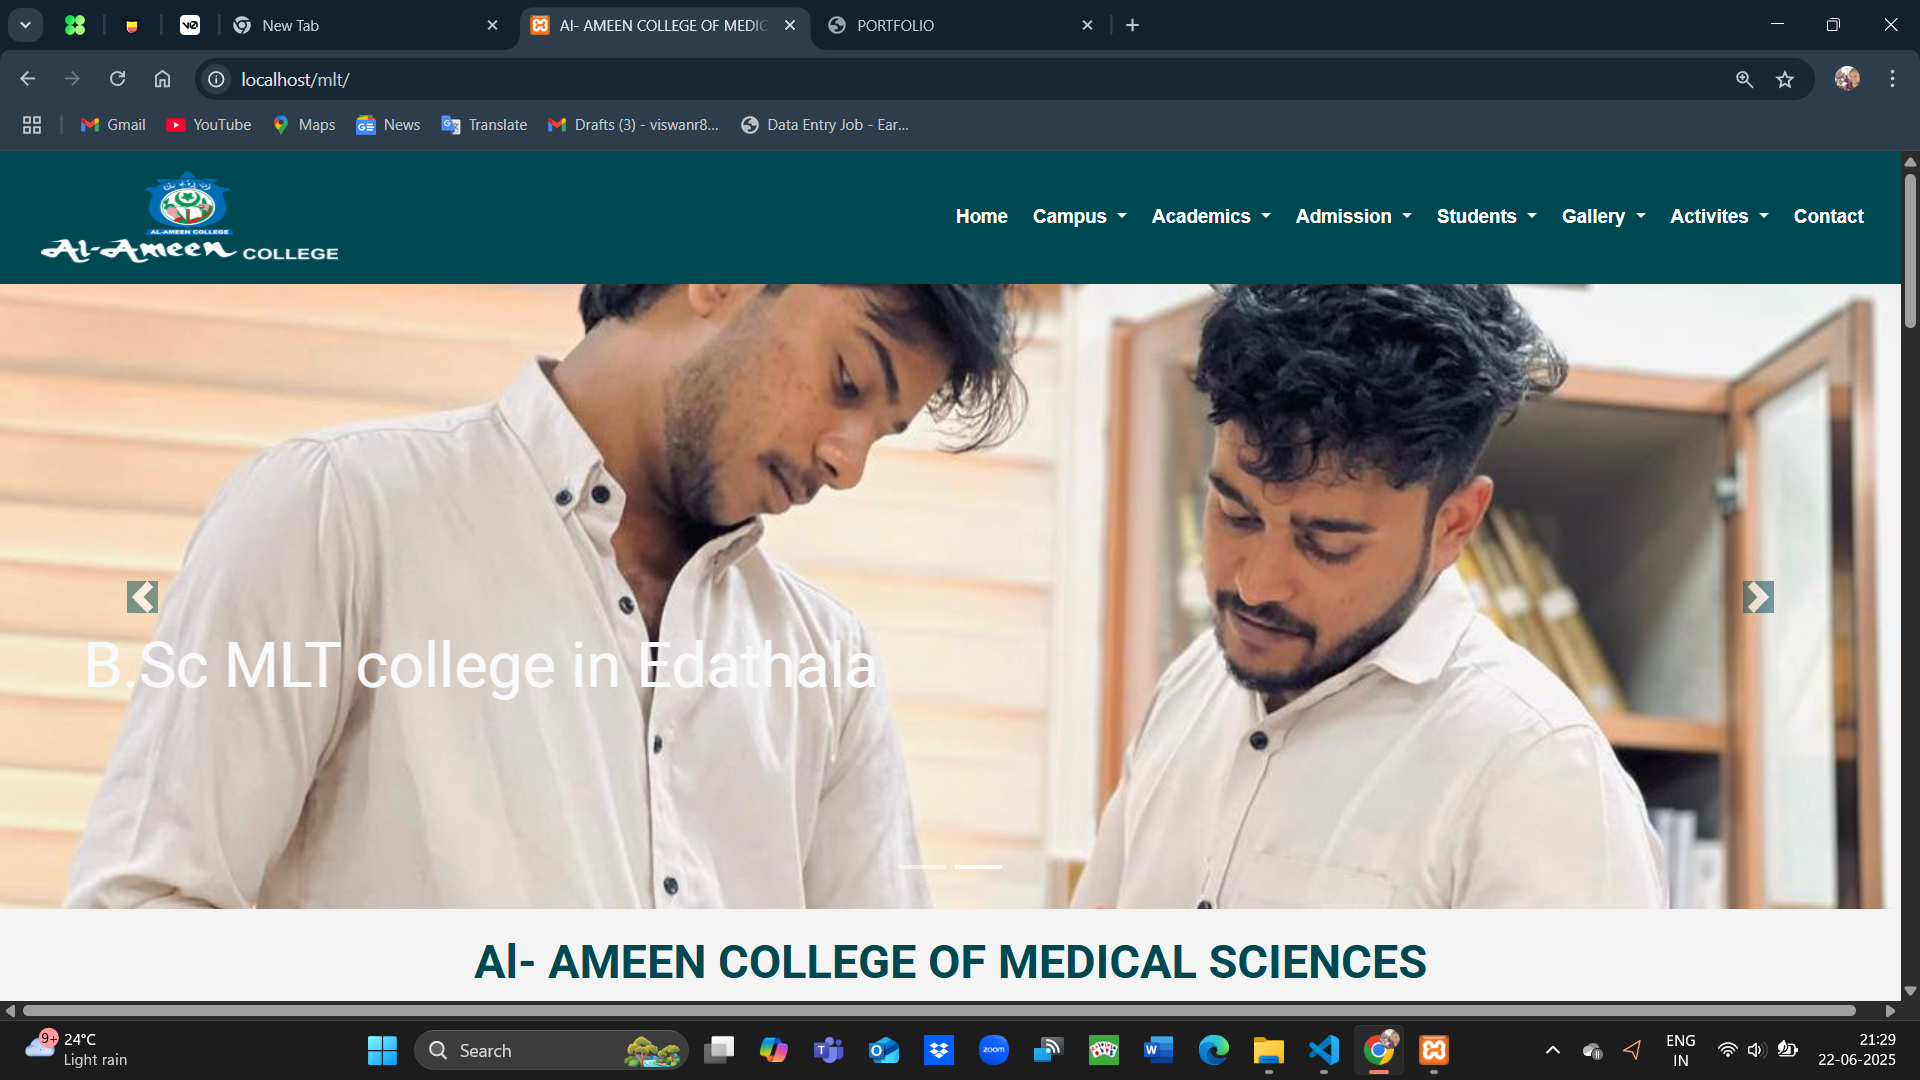 New Tab
Al- AMEEN COLLEGE OF MEDIC
PORTFOLIO
localhost/mlt/
Gmail
YouTube
Maps
News
Translate
Drafts (3) - viswanr8...
Data Entry Job - Ear...
AL-AMEEN COLLEGE
Al-Ameen COLLEGE
Home
Campus
Academics
Admission
Students
Gallery
Activites
Contact
B.Sc MLT college in Edathala
Al- AMEEN COLLEGE OF MEDICAL SCIENCES
9+
24°C
Light rain
Search
zoom
ENG
IN
21:29
22-06-2025